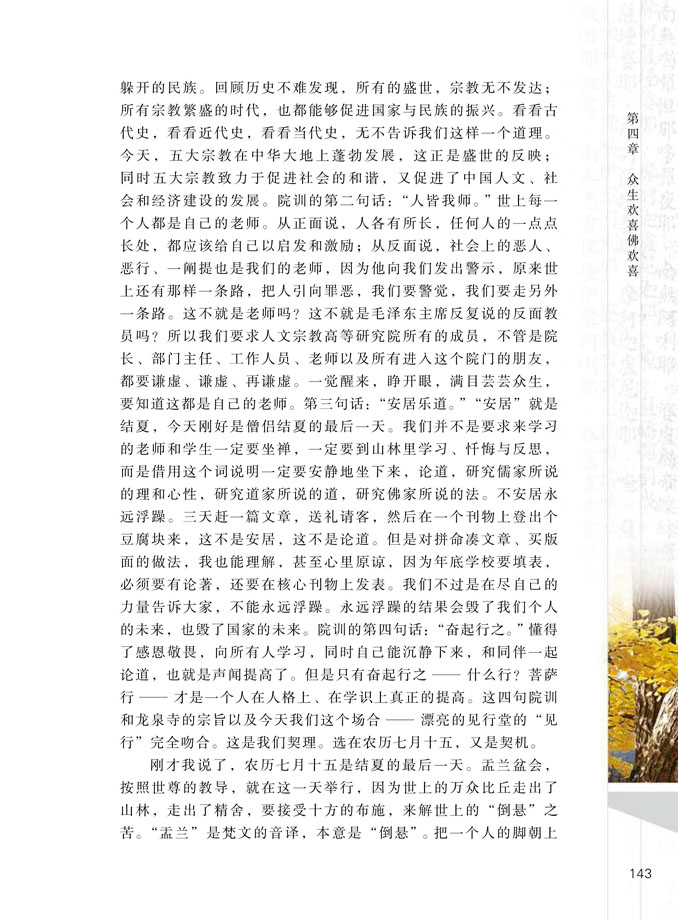 躲开的民族。回顾历史不难发现，所有的盛世，宗教无不发达；
所有宗教繁盛的时代，也都能够促进国家与民族的振兴。看看古
代史，看看近代史，看看当代史，无不告诉我们这样一个道理。
今天，五大宗教在中华大地上蓬勃发展，这正是盛世的反映；
同时五大宗教致力于促进社会的和谐，又促进了中国人文、社
会和经济建设的发展。院训的第二句话：“人皆我师。”世上每一
个人都是自己的老师。从正面说，人各有所长，任何人的一点点
长处，都应该给自己以启发和激励；从反面说，社会上的恶人、
恶行、一阐提也是我们的老师，因为他向我们发出警示，原来世
上还有那样一条路，把人引向罪恶，我们要警觉，我们要走另外
一条路。这不就是老师吗？这不就是毛泽东主席反复说的反面教
员吗？所以我们要求人文宗教高等研究院所有的成员，不管是院
长、部门主任、工作人员、老师以及所有进入这个院门的朋友，
都要谦虚、谦虚、再谦虚。一觉醒来，睁开眼，满目芸芸众生，
要知道这都是自己的老师。第三句话：“安居乐道。”“安居”就是
结夏，今天刚好是僧侣结夏的最后一天。我们并不是要求来学习
的老师和学生一定要坐禅，一定要到山林里学习、忏悔与反思，
而是借用这个词说明一定要安静地坐下来，论道，研究儒家所说
的理和心性，研究道家所说的道，研究佛家所说的法。不安居永
远浮躁。三天赶一篇文章，送礼请客，然后在一个刊物上登出个
豆腐块来，这不是安居，这不是论道。但是对拼命凑文章、买版
面的做法，我也能理解，甚至心里原谅，因为年底学校要填表，
必须要有论著，还要在核心刊物上发表。我们不过是在尽自己的
力量告诉大家，不能永远浮躁。永远浮躁的结果会毁了我们个人
的未来，也毁了国家的未来。院训的第四句话：“奋起行之。”懂得
了感恩敬畏，向所有人学习，同时自己能沉静下来，和同伴一起
论道，也就是声闻提高了。但是只有奋起行之 —— 什么行？菩萨
行 —— 才是一个人在人格上、在学识上真正的提高。这四句院训
和龙泉寺的宗旨以及今天我们这个场合 —— 漂亮的见行堂的“见
行”完全吻合。这是我们契理。选在农历七月十五，又是契机。
刚才我说了，农历七月十五是结夏的最后一天。盂兰盆会，
按照世尊的教导，就在这一天举行，因为世上的万众比丘走出了
山林，走出了精舍，要接受十方的布施，来解世上的“倒悬”之
苦。“盂兰”是梵文的音译，本意是“倒悬”。把一个人的脚朝上
第四章 众生欢喜佛欢喜
143